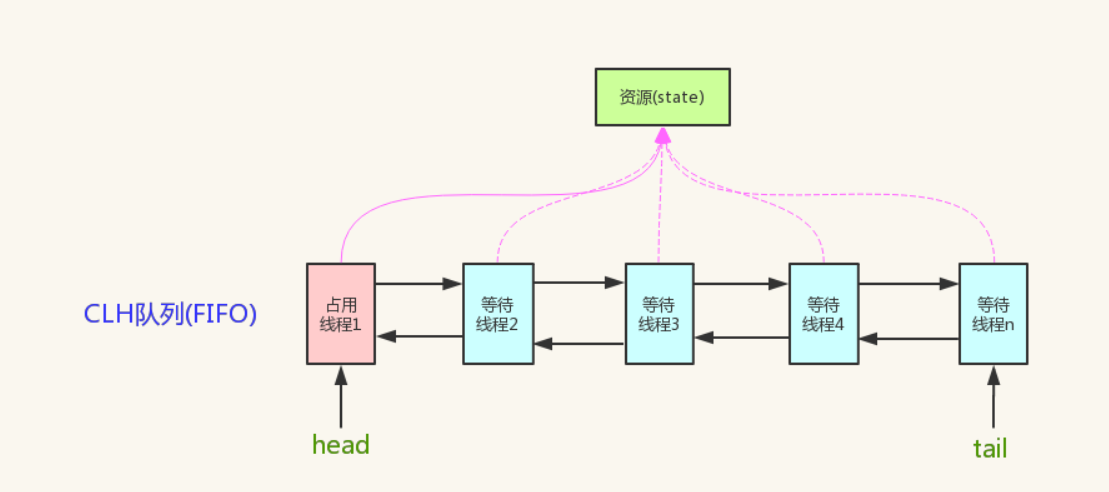 资源(state)
CLH队列(FIFO)
占用
线程1
等待
线程2
等待
线程3
等待
线程4
等待
线程n
head
tail